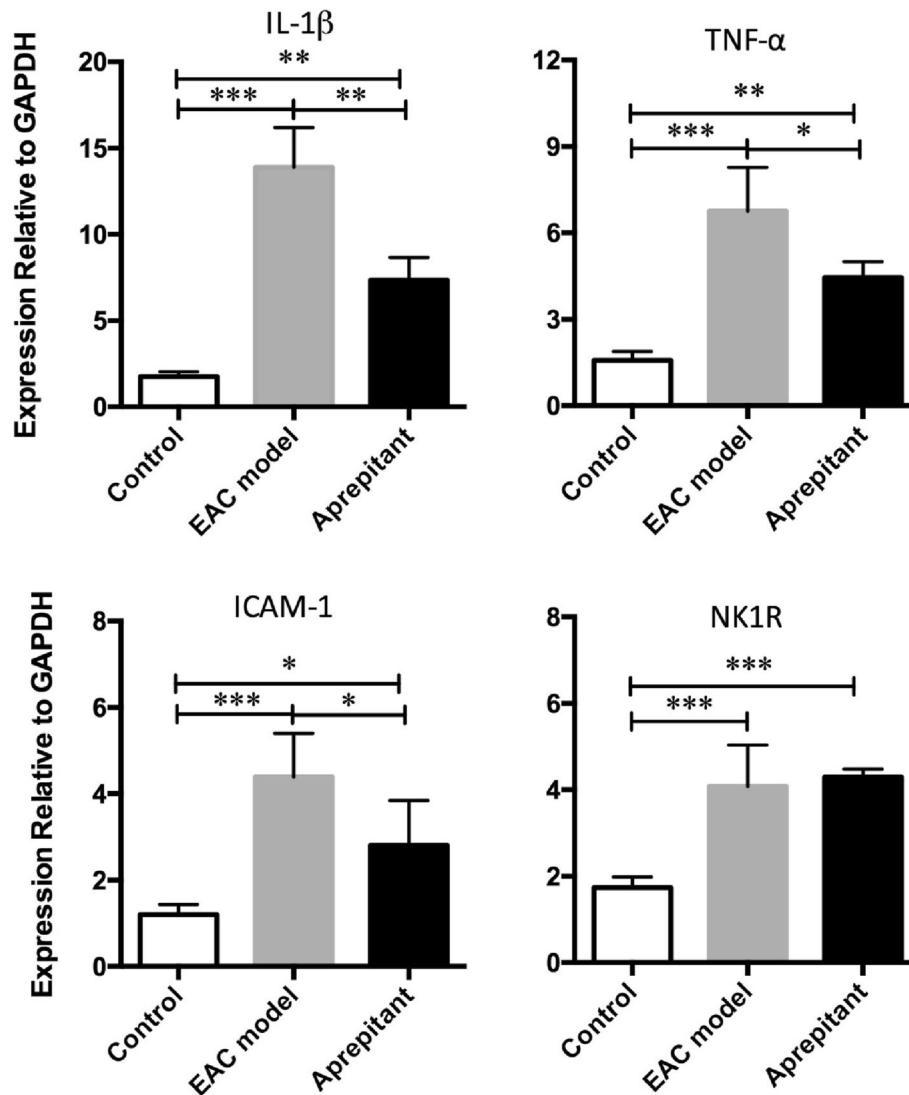 IL-1β
Expression Relative to GAPDH
20
15
10
5
0
**
***
**
Control
EAC model
Aprepitant
TNF-α
12
9
6
3
0
**
***
*
Control
EAC model
Aprepitant
ICAM-1
Expression Relative to GAPDH
8
6
4
2
0
*
***
*
Control
EAC model
Aprepitant
NK1R
8
6
4
2
0
***
***
Control
EAC model
Aprepitant